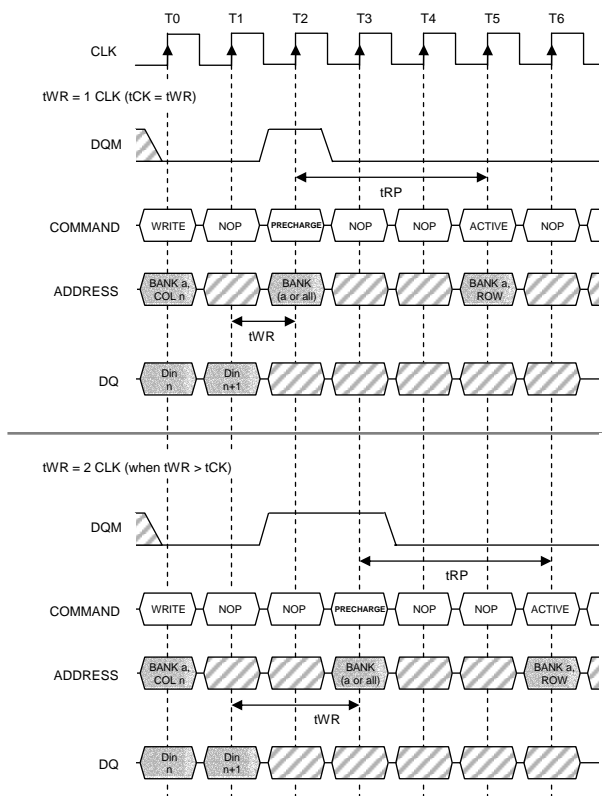 T0 T1 T2 T3 T4 T5 T6
CLK
tWR = 1 CLK (tCK = tWR)
DQM
tRP
COMMAND WRITE NOP PRECHARGE NOP NOP ACTIVE NOP
ADDRESS BANK a, COL n BANK (a or all) BANK a, ROW
tWR
DQ Din n Din n+1
tWR = 2 CLK (when tWR > tCK)
DQM
tRP
COMMAND WRITE NOP NOP PRECHARGE NOP NOP ACTIVE
ADDRESS BANK a, COL n BANK (a or all) BANK a, ROW
tWR
DQ Din n Din n+1